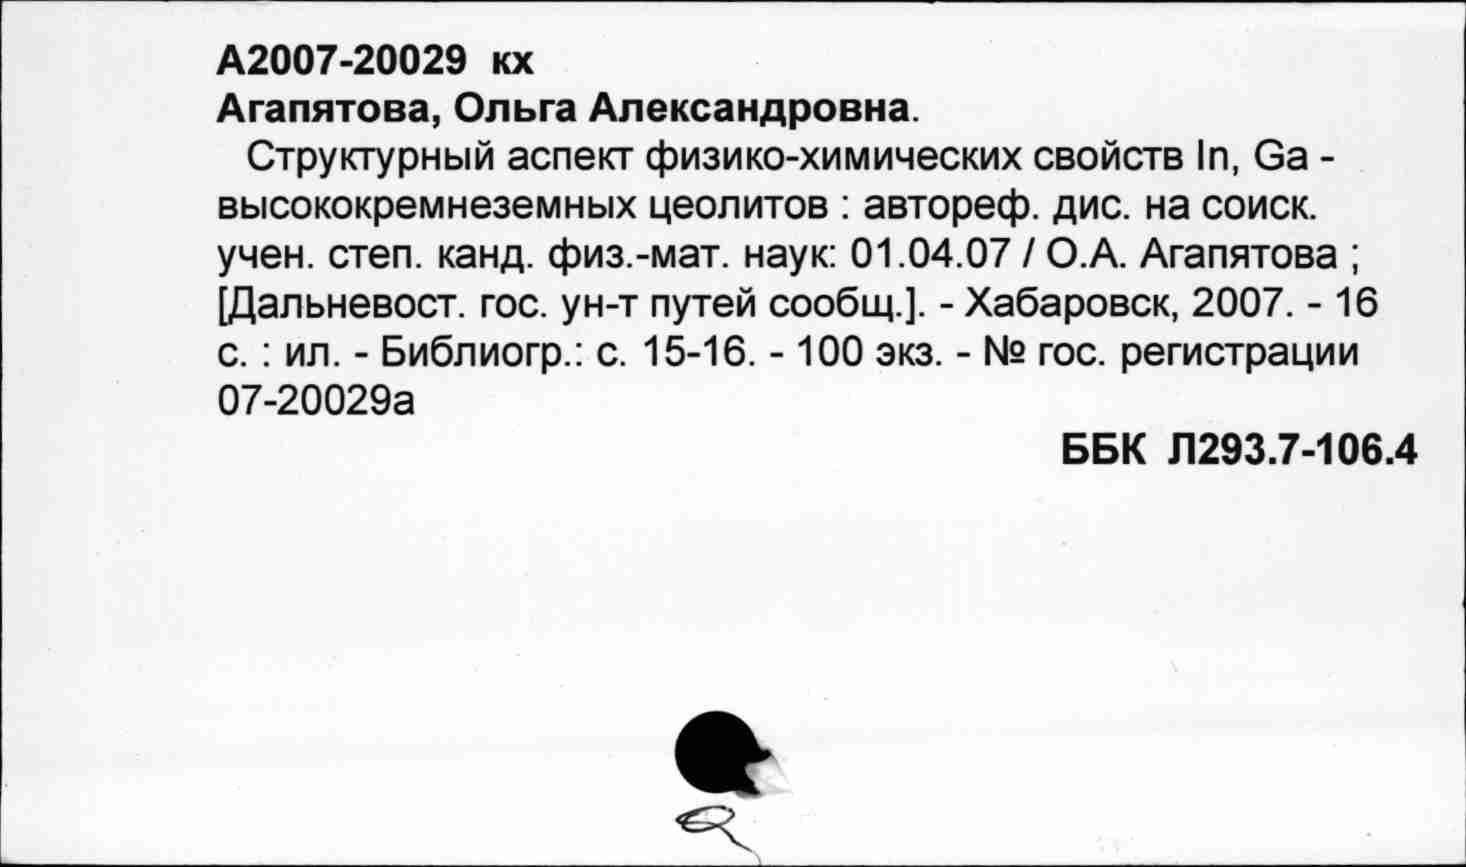 А2007-20029 кх
Агапятова, Ольга Александровна.
Структурный аспект физико-химических свойств In, Ga -
высококремнеземных цеолитов : автореф. дис. на соиск.
учен. степ. канд. физ.-мат. наук: 01.04.07 / О.А. Агапятова ;
[Дальневост. гос. ун-т путей сообщ.]. - Хабаровск, 2007. - 16
с. : ил. - Библиогр.: с. 15-16. - 100 экз. - № гос. регистрации
07-20029а
ББК Л293.7-106.4